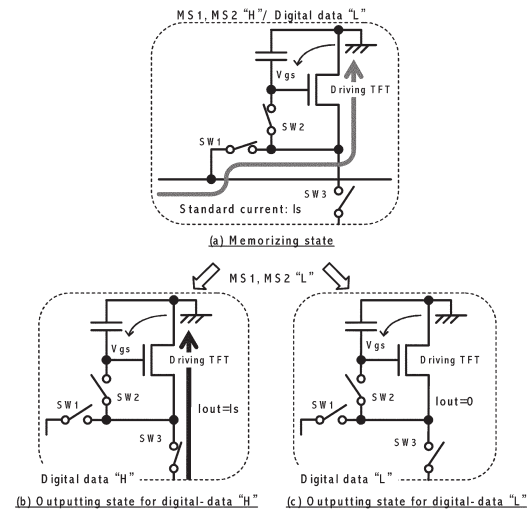 MS1, MS2 “H”/ Digital data “L”
Vgs
Driving TFT
SW2
SW1
SW3
Standard current: Is
(a) Memorizing state
MS1, MS2 “L”
Vgs
Driving TFT
SW1
SW2
Iout=Is
SW3
Digital data “H”
(b) Outputting state for digital-data “H”
Vgs
Driving TFT
SW1
SW2
Iout=0
SW3
Digital data “L”
(c) Outputting state for digital-data “L”